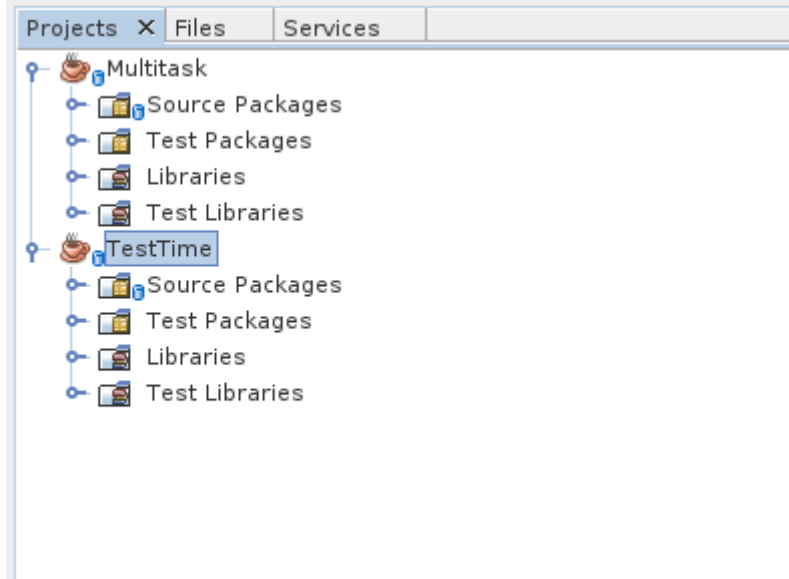 Projects Files Services
Multitask
Source Packages
Test Packages
Libraries
Test Libraries
TestTime
Source Packages
Test Packages
Libraries
Test Libraries